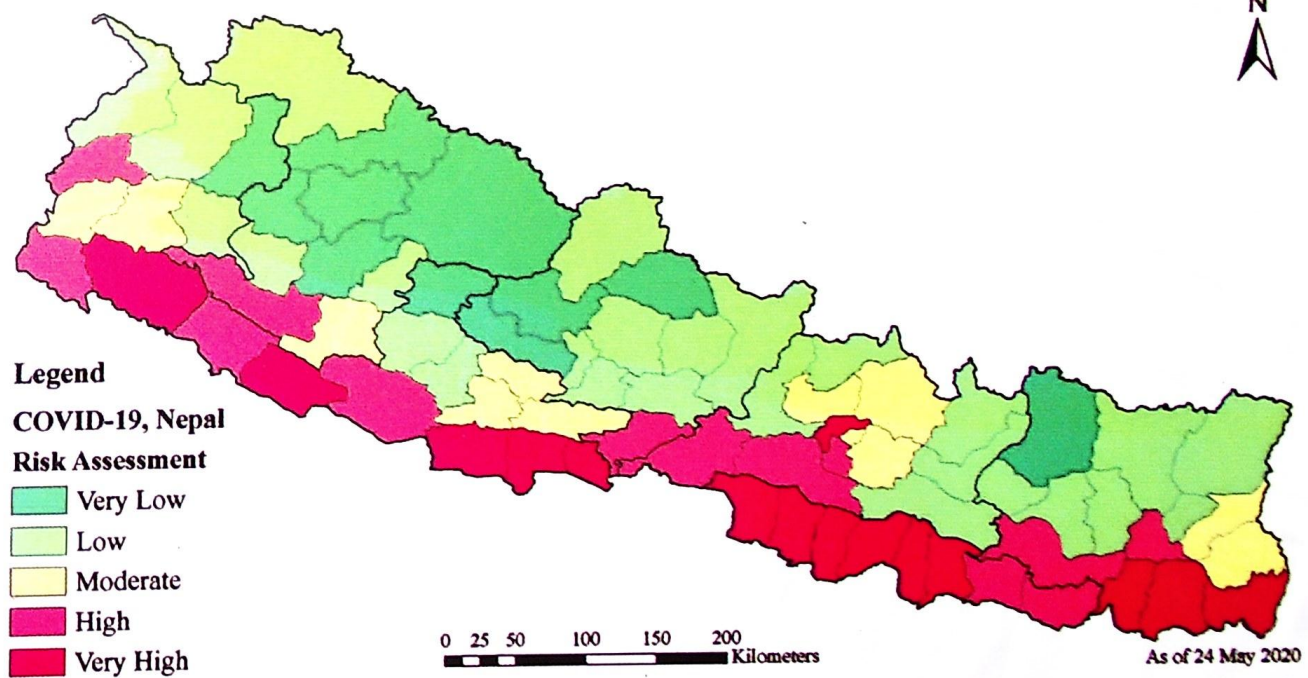 N
Legend
COVID-19, Nepal
Risk Assessment
Very Low
Low
Moderate
High
Very High
0 25 50 100 150 200
Kilometers
As of 24 May 2020